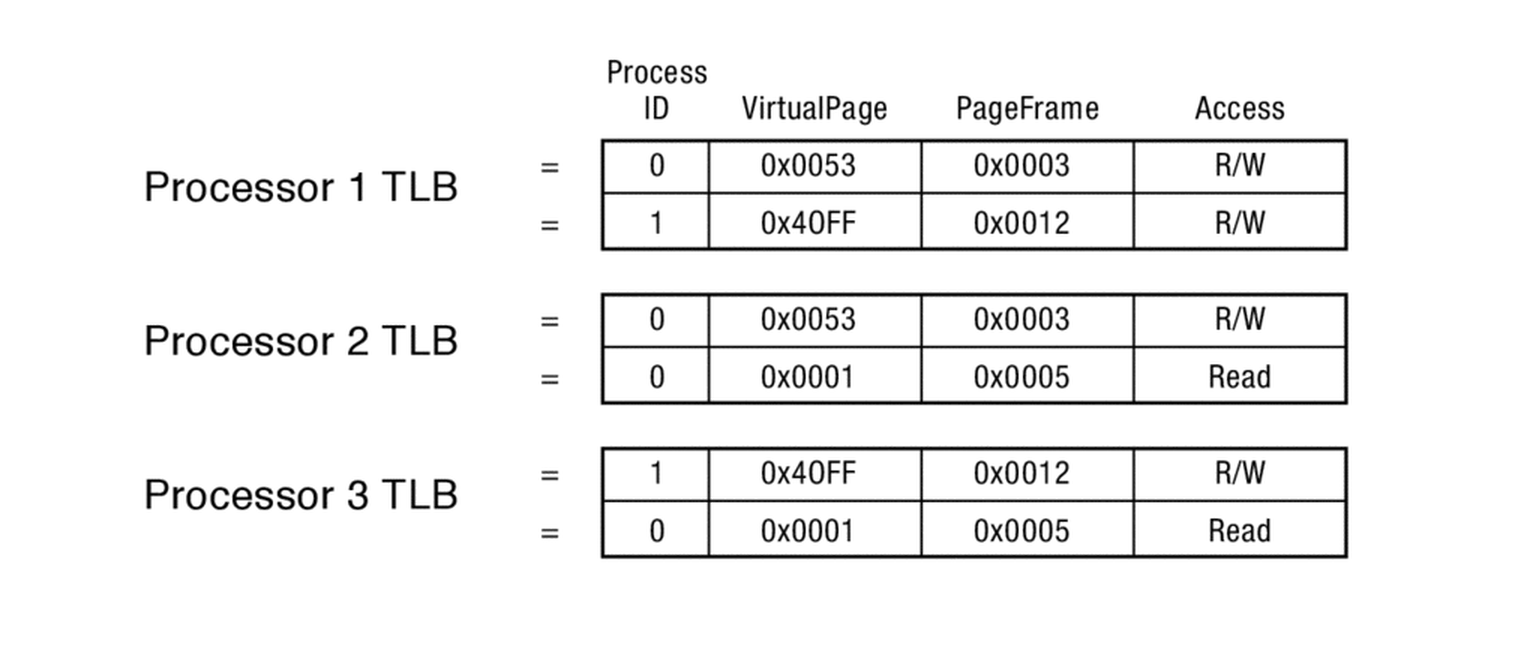 Process
ID VirtualPage PageFrame Access
Processor 1 TLB
= 0 0x0053 0x0003 R/W
= 1 0x40FF 0x0012 R/W
Processor 2 TLB
= 0 0x0053 0x0003 R/W
= 0 0x0001 0x0005 Read
Processor 3 TLB
= 1 0x40FF 0x0012 R/W
= 0 0x0001 0x0005 Read